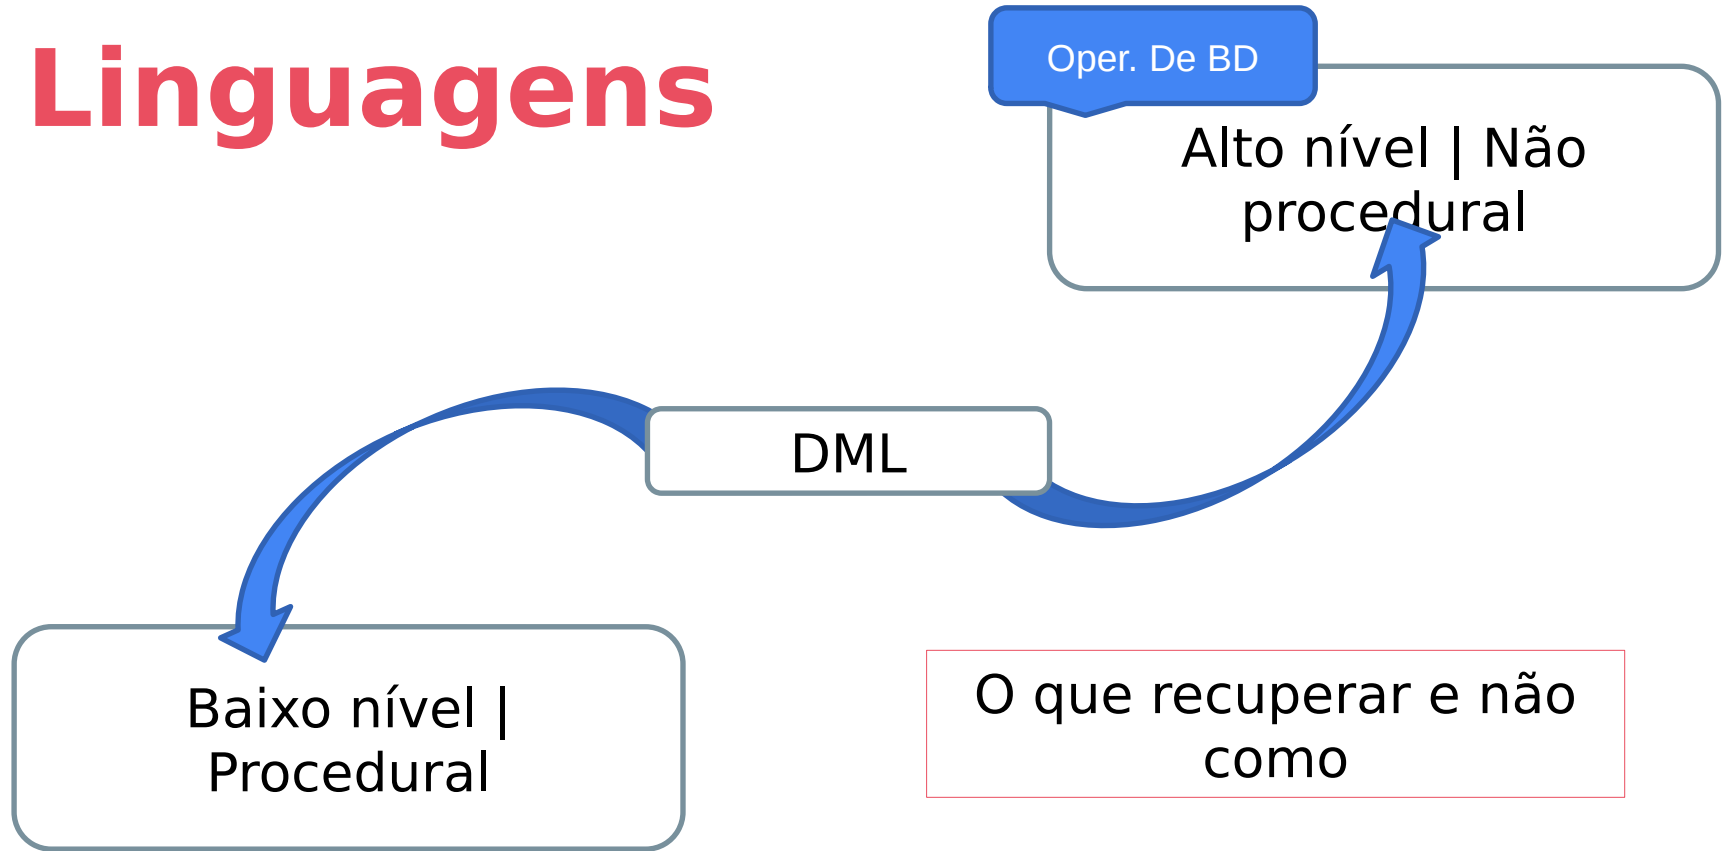 Linguagens
Oper. De BD
Alto nível | Não
procedural
DML
Baixo nível |
Procedural
O que recuperar e não
como